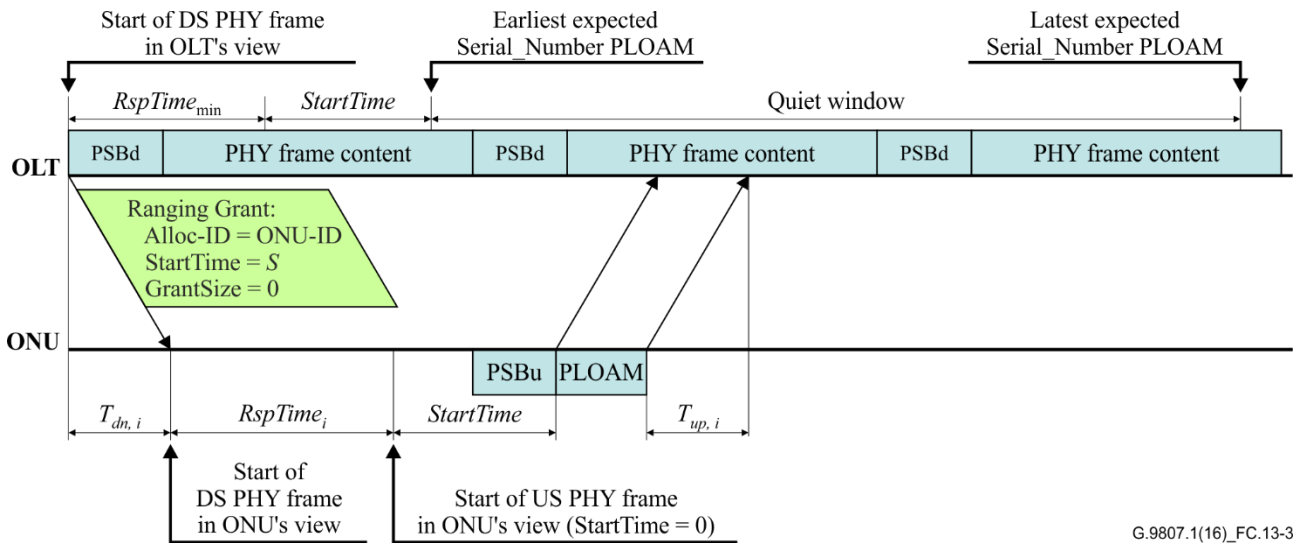 Start of DS PHY frame
in OLT's view
Earliest expected
Serial_Number PLOAM
Latest expected
Serial_Number PLOAM
RspTimemin
StartTime
Quiet window
PSBd
PHY frame content
PSBd
PHY frame content
PSBd
PHY frame content
OLT
Ranging Grant:
Alloc-ID = ONU-ID
StartTime = S
GrantSize = 0
ONU
PSBu
PLOAM
Tdn, i
RspTimei
StartTime
Tup, i
Start of
DS PHY frame
in ONU's view
Start of US PHY frame
in ONU's view (StartTime = 0)
G.9807.1(16)_FC.13-3